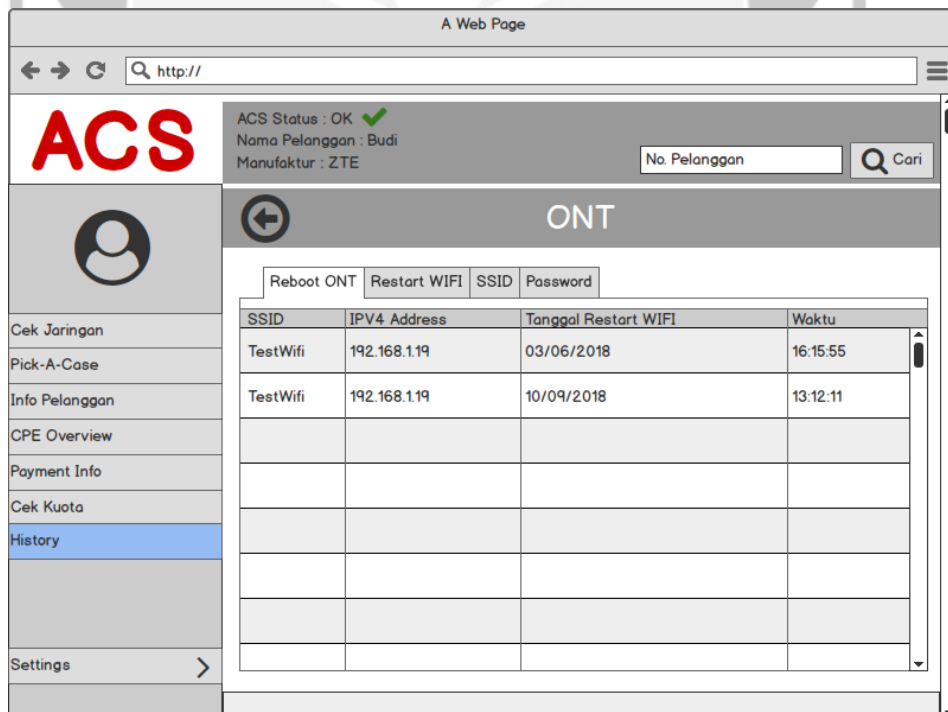 A Web Page
http://
ACS
ACS Status : OK
Nama Pelanggan : Budi
Manufaktur : ZTE
No. Pelanggan
Cari
ONT
Reboot ONT Restart WIFI SSID Password
SSID IPV4 Address Tanggal Restart WIFI Waktu
TestWifi 192.168.1.19 03/06/2018 16:15:55
TestWifi 192.168.1.19 10/09/2018 13:12:11
Cek Jaringan
Pick-A-Case
Info Pelanggan
CPE Overview
Payment Info
Cek Kuota
History
Settings